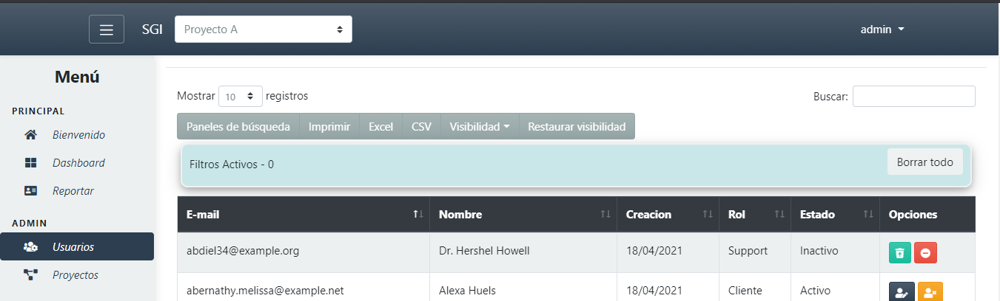 SGI Proyecto A admin
Menú
PRINCIPAL
Bienvenido
Dashboard
Reportar
ADMIN
Usuarios
Proyectos
Mostrar 10 registros Buscar:
Paneles de búsqueda Imprimir Excel CSV Visibilidad Restaurar visibilidad
Filtros Activos - 0 Borrar todo
E-mail Nombre Creacion Rol Estado Opciones
abdiel34@example.org Dr. Hershel Howell 18/04/2021 Support Inactivo
abernathy.melissa@example.net Alexa Huels 18/04/2021 Cliente Activo